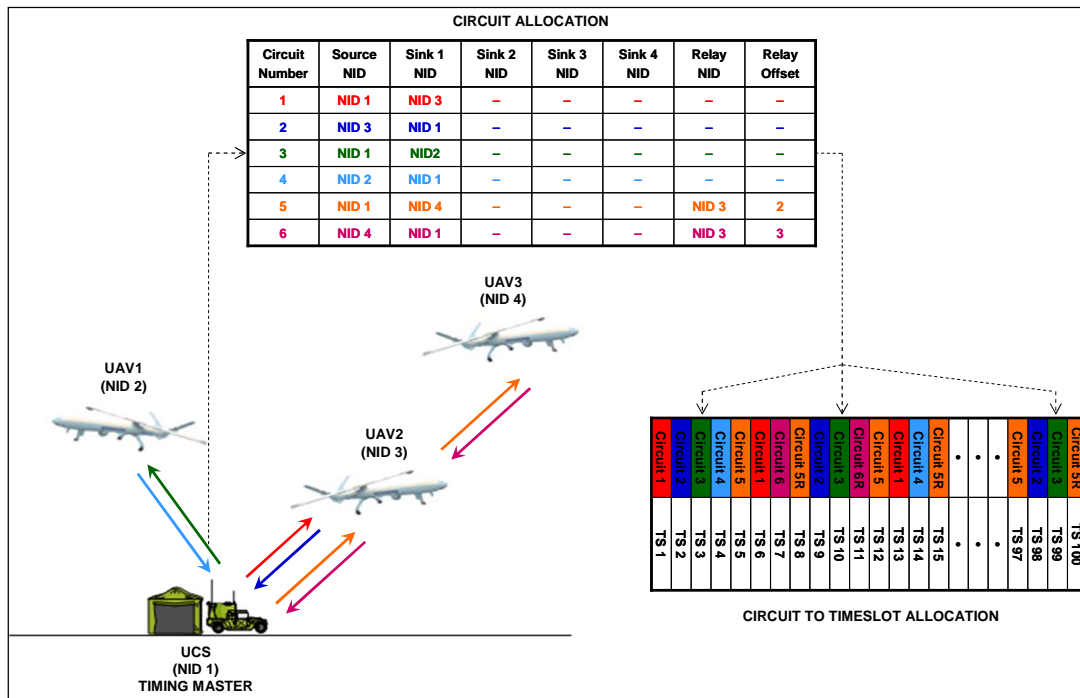 CIRCUIT ALLOCATION
Circuit Number Source NID Sink 1 NID Sink 2 NID Sink 3 NID Sink 4 NID Relay NID Relay Offset
1 NID 1 NID 3 – – – – –
2 NID 3 NID 1 – – – – –
3 NID 1 NID2 – – – – –
4 NID 2 NID 1 – – – – –
5 NID 1 NID 4 – – – NID 3 2
6 NID 4 NID 1 – – – NID 3 3
UAV3
(NID 4)
UAV1
(NID 2)
UAV2
(NID 3)
Circuit 1 Circuit 2 Circuit 3 Circuit 4 Circuit 5 Circuit 1 Circuit 6 Circuit 5R Circuit 2 Circuit 3 Circuit 6R Circuit 5 Circuit 1 Circuit 4 Circuit 5R • • • Circuit 5 Circuit 2 Circuit 3 Circuit 5R
TS 1 TS 2 TS 3 TS 4 TS 5 TS 6 TS 7 TS 8 TS 9 TS 10 TS 11 TS 12 TS 13 TS 14 TS 15 • • • TS 97 TS 98 TS 99 TS 100
CIRCUIT TO TIMESLOT ALLOCATION
UCS
(NID 1)
TIMING MASTER